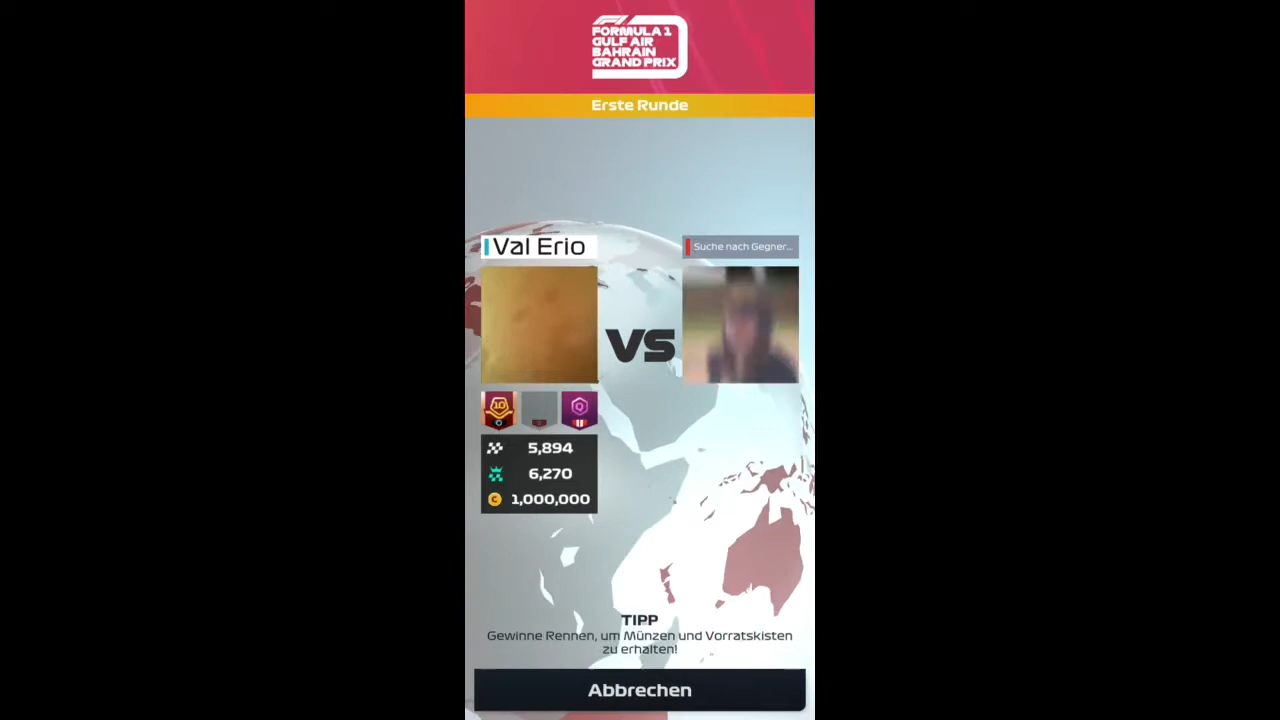 FORMULA 1
GULF AIR
BAHRAIN
GRAND PRIX
Erste Runde
Val Erio
Suche nach Gegner...
VS
10
5,894
6,270
C 1,000,000
TIPP
Gewinne Rennen, um Münzen und Vorratskisten
zu erhalten!
Abbrechen